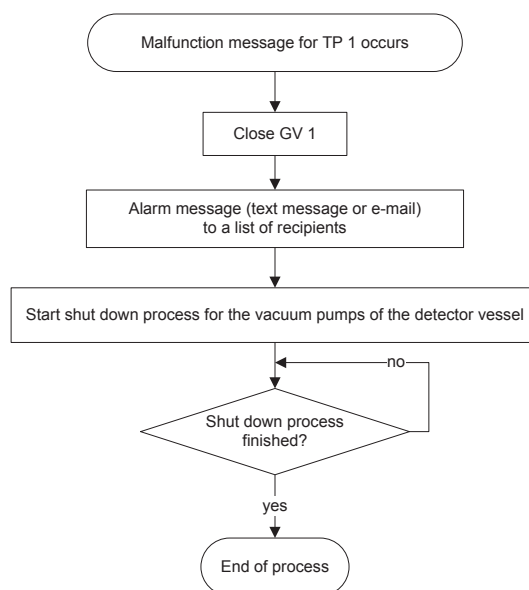 Malfunction message for TP 1 occurs
Close GV 1
Alarm message (text message or e-mail)
to a list of recipients
Start shut down process for the vacuum pumps of the detector vessel
no
Shut down process
finished?
yes
End of process